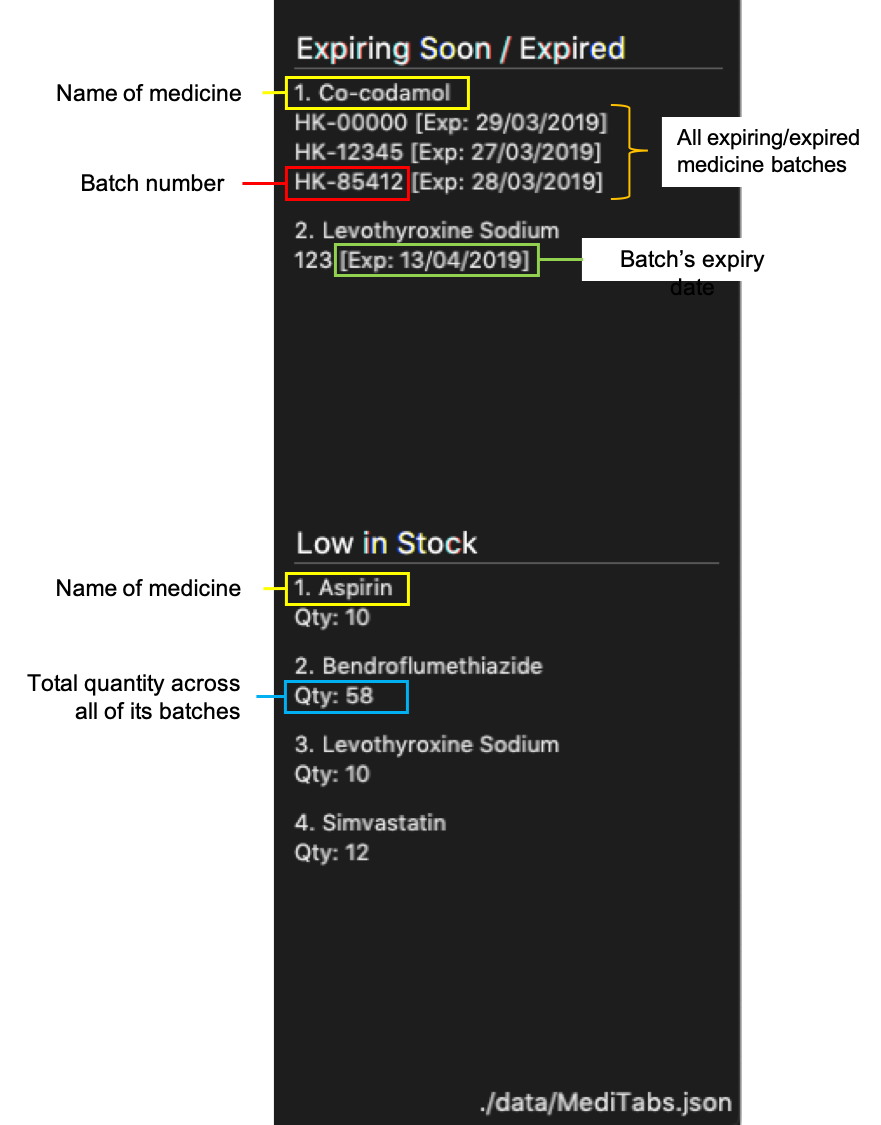 Expiring Soon / Expired
Name of medicine
1. Co-codamol
HK-00000 [Exp: 29/03/2019]
HK-12345 [Exp: 27/03/2019]
HK-85412 [Exp: 28/03/2019]
All expiring/expired
medicine batches
Batch number
2. Levothyroxine Sodium
123 [Exp: 13/04/2019]
Batch’s expiry
date
Low in Stock
Name of medicine
1. Aspirin
Qty: 10
2. Bendroflumethiazide
Qty: 58
Total quantity across
all of its batches
3. Levothyroxine Sodium
Qty: 10
4. Simvastatin
Qty: 12
./data/MediTabs.json